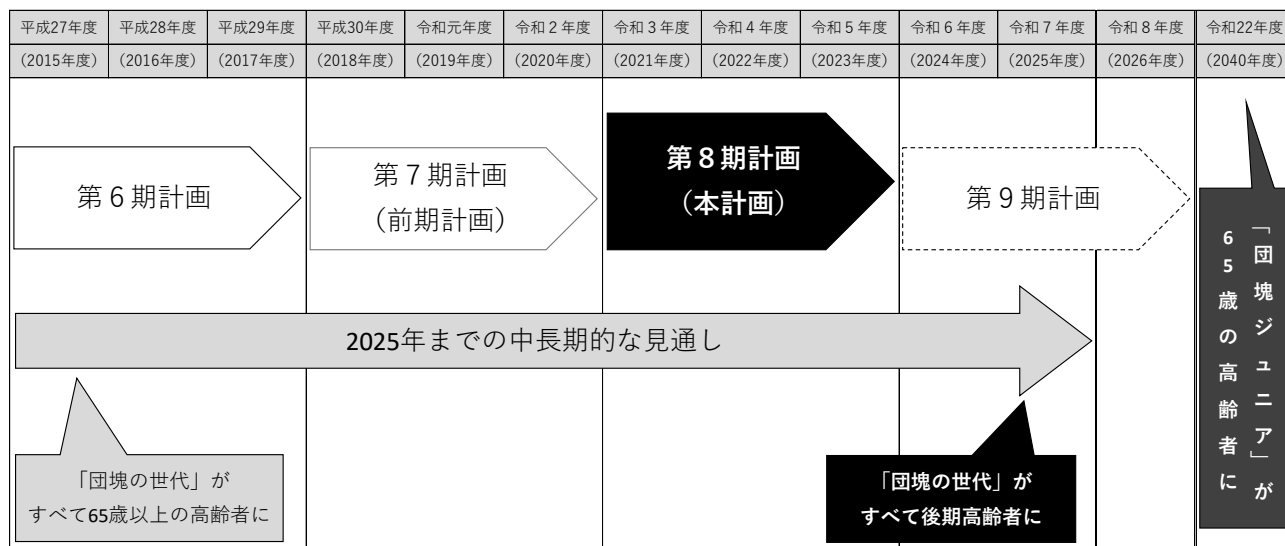 平成27年度 平成28年度 平成29年度 平成30年度 令和元年度 令和２年度 令和３年度 令和４年度 令和５年度 令和６年度 令和７年度 令和８年度 令和22年度
（2015年度） （2016年度） （2017年度） （2018年度） （2019年度） （2020年度） （2021年度） （2022年度） （2023年度） （2024年度） （2025年度） （2026年度） （2040年度）
第６期計画
第７期計画
（前期計画）
第８期計画
（本計画）
第９期計画
2025年までの中長期的な見通し
「団塊の世代」が
すべて65歳以上の高齢者に
「団塊の世代」が
すべて後期高齢者に
「団塊ジュニア」が
65歳の高齢者に